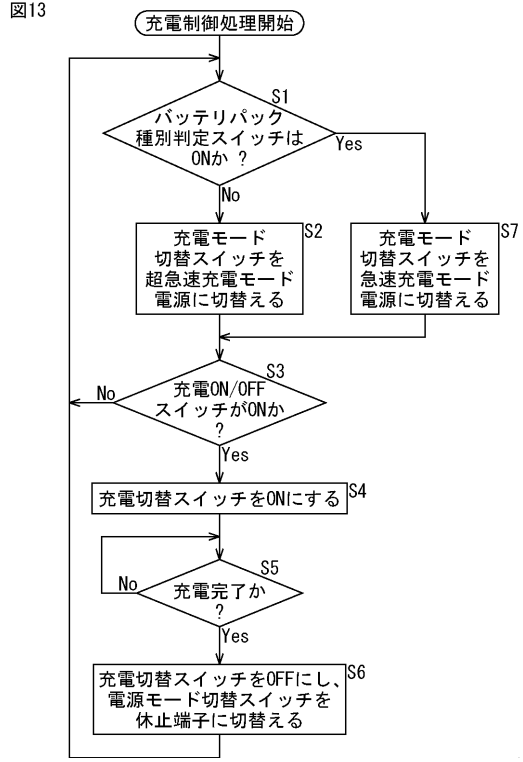 図13
充電制御処理開始
S1
バッテリパック
種別判定スイッチは
ONか ?
Yes
No
S2
充電モード
切替スイッチを
超急速充電モード
電源に切替える
S7
充電モード
切替スイッチを
急速充電モード
電源に切替える
S3
充電ON/OFF
スイッチがONか
?
No
Yes
S4
充電切替スイッチをONにする
S5
充電完了か
?
No
Yes
S6
充電切替スイッチをOFFにし、
電源モード切替スイッチを
休止端子に切替える